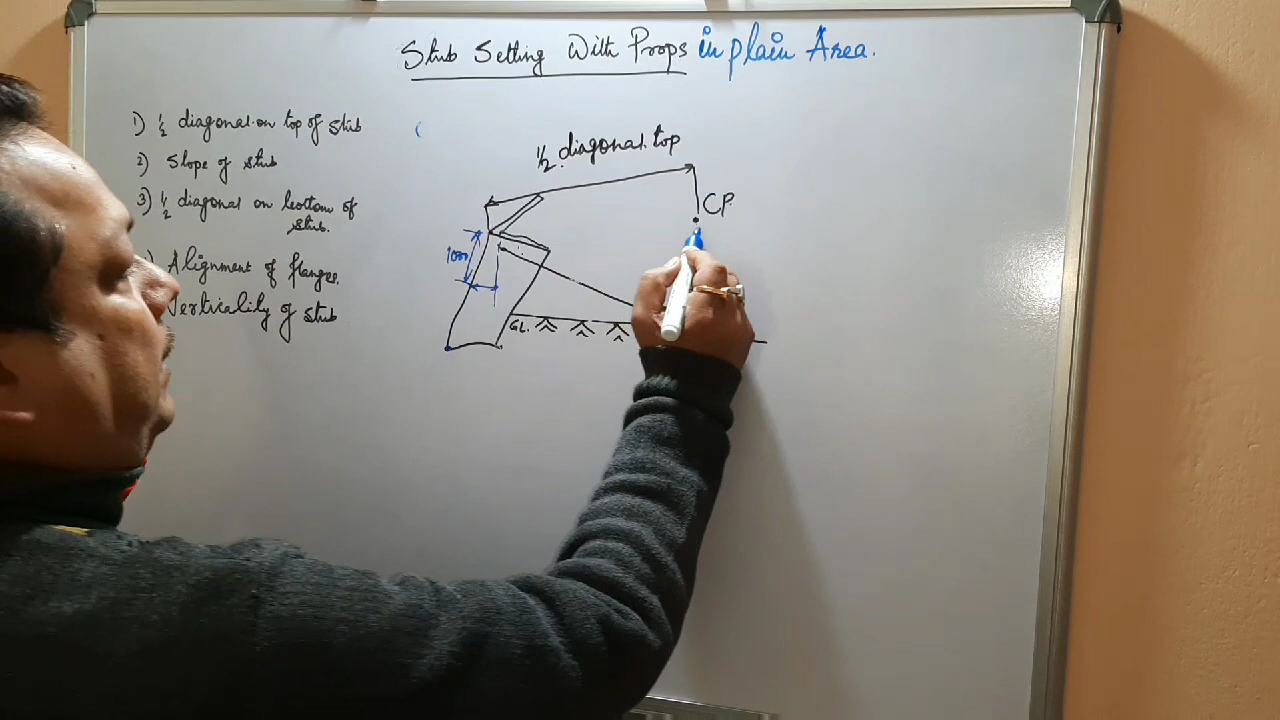 Stub Setting With Props in plain Area.
1) 1/2 diagonal on top of stub
2) Slope of stub
3) 1/2 diagonal on bottom of
stub.
) Alignment of flanges.
Verticality of stub
1/2 diagonal top
CP
GL.